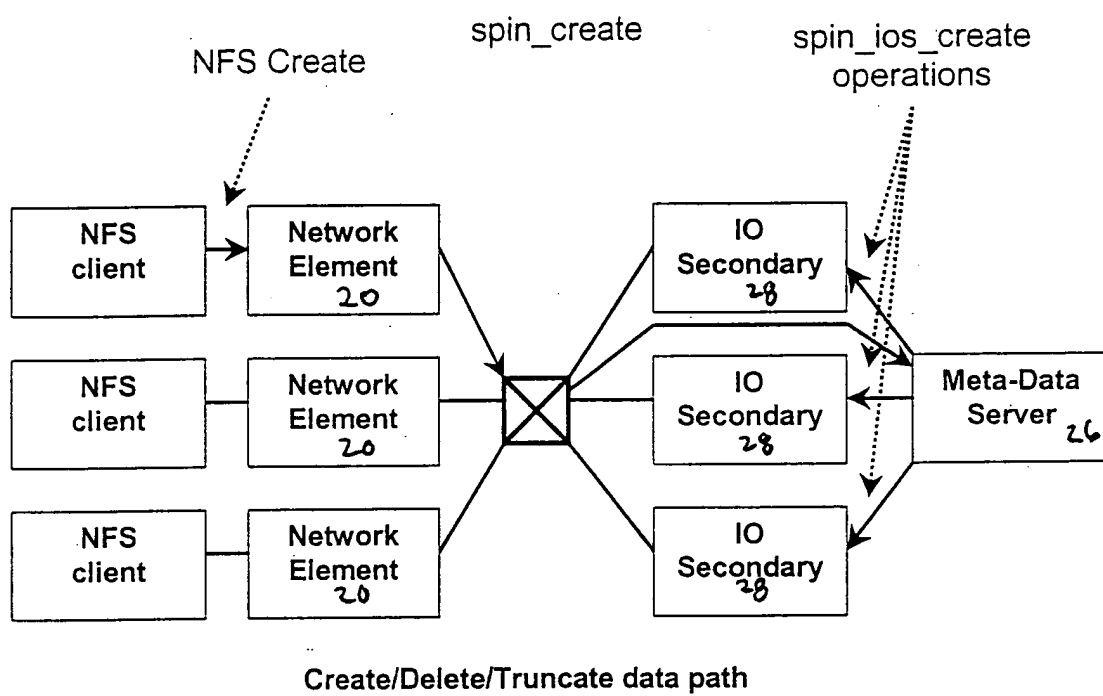 spin_create
spin_ios_create
operations
NFS Create
NFS
client
Network
Element
20
IO
Secondary
28
NFS
client
Network
Element
20
IO
Secondary
28
Meta-Data
Server
26
NFS
client
Network
Element
20
IO
Secondary
28
Create/Delete/Truncate data path